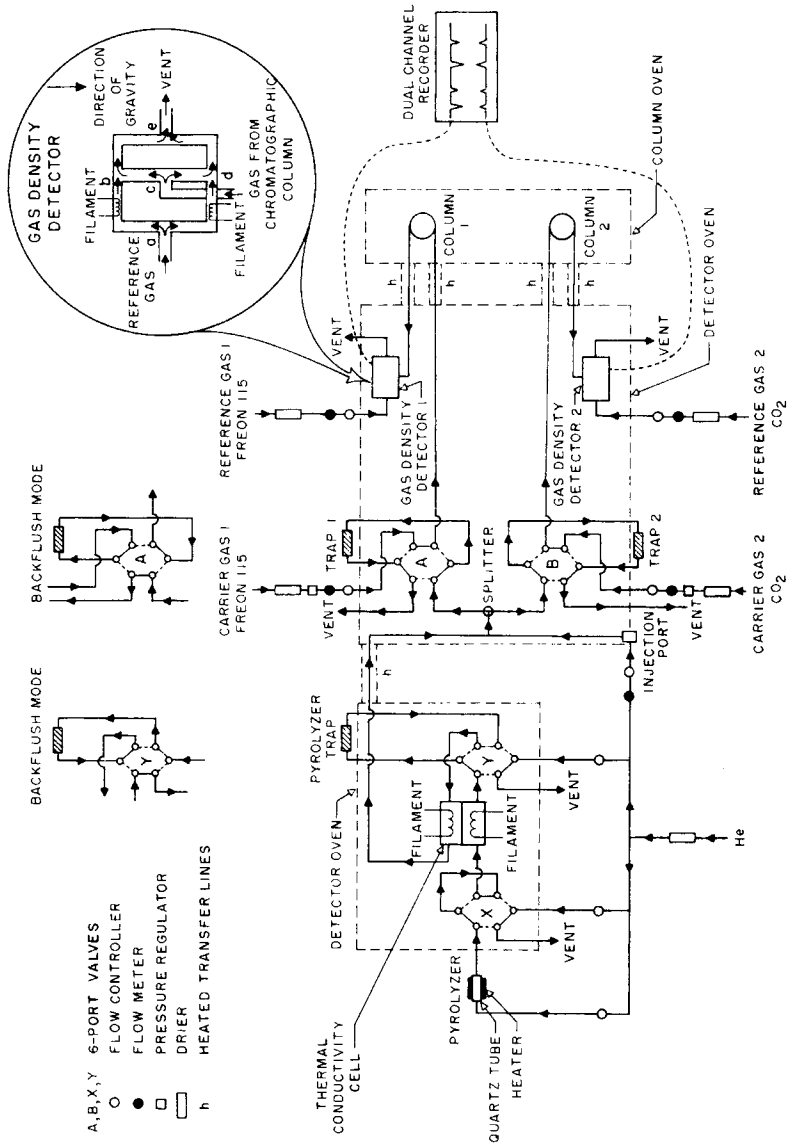 A,B,X,Y 6-PORT VALVES
FLOW CONTROLLER
FLOW METER
PRESSURE REGULATOR
DRIER
h HEATED TRANSFER LINES
BACKFLUSH MODE
Y
BACKFLUSH MODE
A
GAS DENSITY
DETECTOR
DIRECTION
OF
GRAVITY
VENT
FILAMENT
b
c
e
a
d
REFERENCE
GAS
FILAMENT
GAS FROM
CHROMATOGRAPHIC
COLUMN
DUAL CHANNEL
RECORDER
CARRIER GAS 1
FREON 115
REFERENCE GAS 1
FREON 115
VENT
TRAP 1
A
VENT
GAS DENSITY
DETECTOR 1
h
h
COLUMN
1
COLUMN OVEN
SPLITTER
B
TRAP 2
VENT
CARRIER GAS 2
CO2
GAS DENSITY
DETECTOR 2
h
h
COLUMN
2
VENT
DETECTOR OVEN
REFERENCE GAS 2
CO2
INJECTION
PORT
DETECTOR OVEN
PYROLYZER
TRAP
h
THERMAL
CONDUCTIVITY
CELL
FILAMENT
FILAMENT
X
Y
VENT
VENT
PYROLYZER
QUARTZ TUBE
HEATER
He